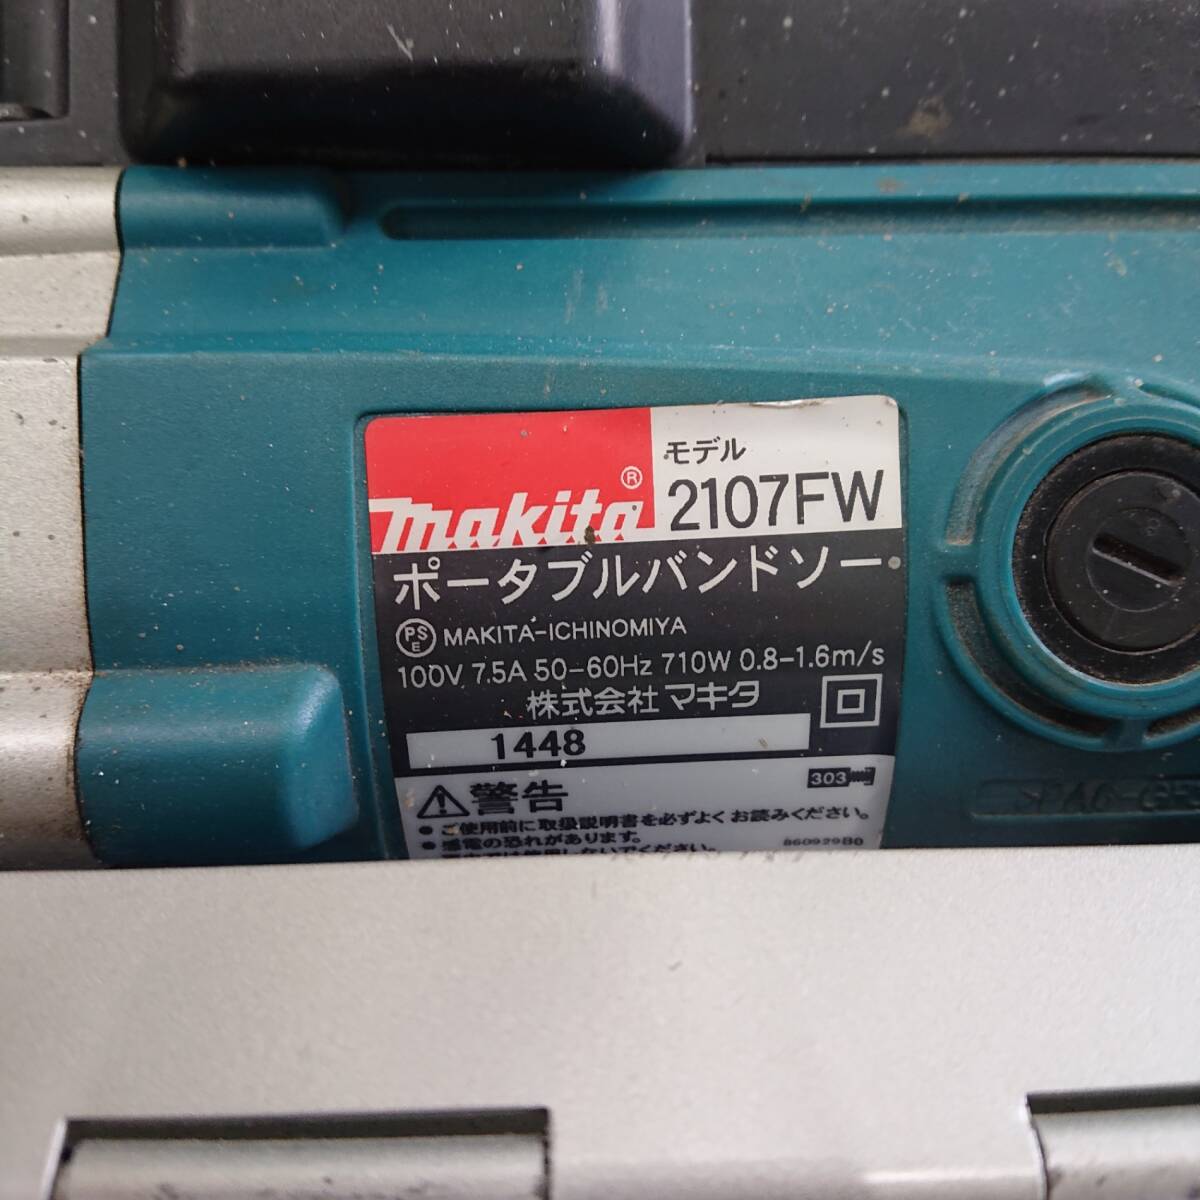 makita®
モデル
2107FW
ポータブルバンドソー
PSE MAKITA-ICHINOMIYA
100V 7.5A 50-60Hz 710W 0.8-1.6m/s
株式会社 マキタ
1448
303
⚠警告
●ご使用前に取扱説明書を必ずよくお読みください。
●感電の恐れがあります。
860929B0